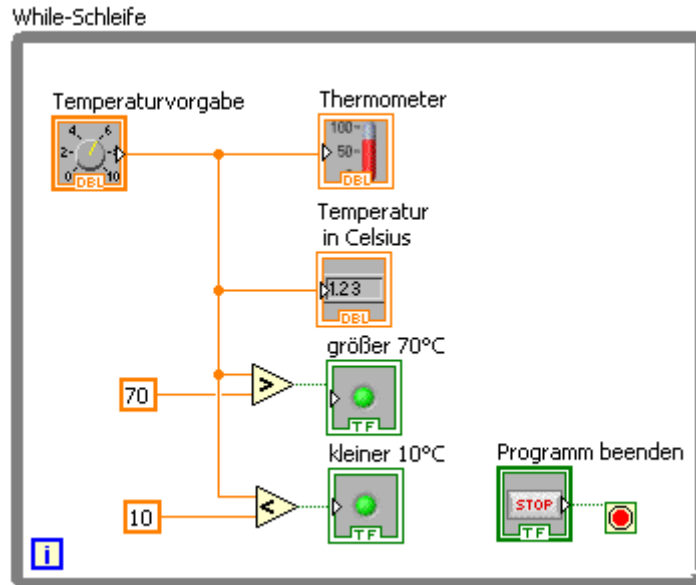 While-Schleife
Temperaturvorgabe
4 6
2 8
0 10
DBL
Thermometer
100
50
DBL
Temperatur
in Celsius
1.23
DBL
größer 70°C
>
70
TF
kleiner 10°C
<
10
TF
Programm beenden
STOP
TF
i